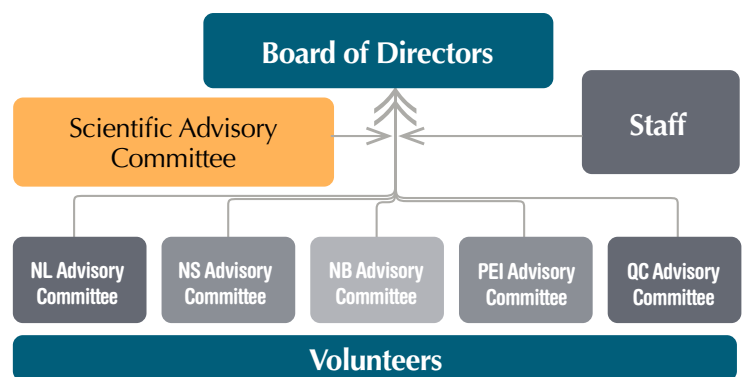 Board of Directors
Scientific Advisory
Committee
Staff
NL Advisory
Committee
NS Advisory
Committee
NB Advisory
Committee
PEI Advisory
Committee
QC Advisory
Committee
Volunteers